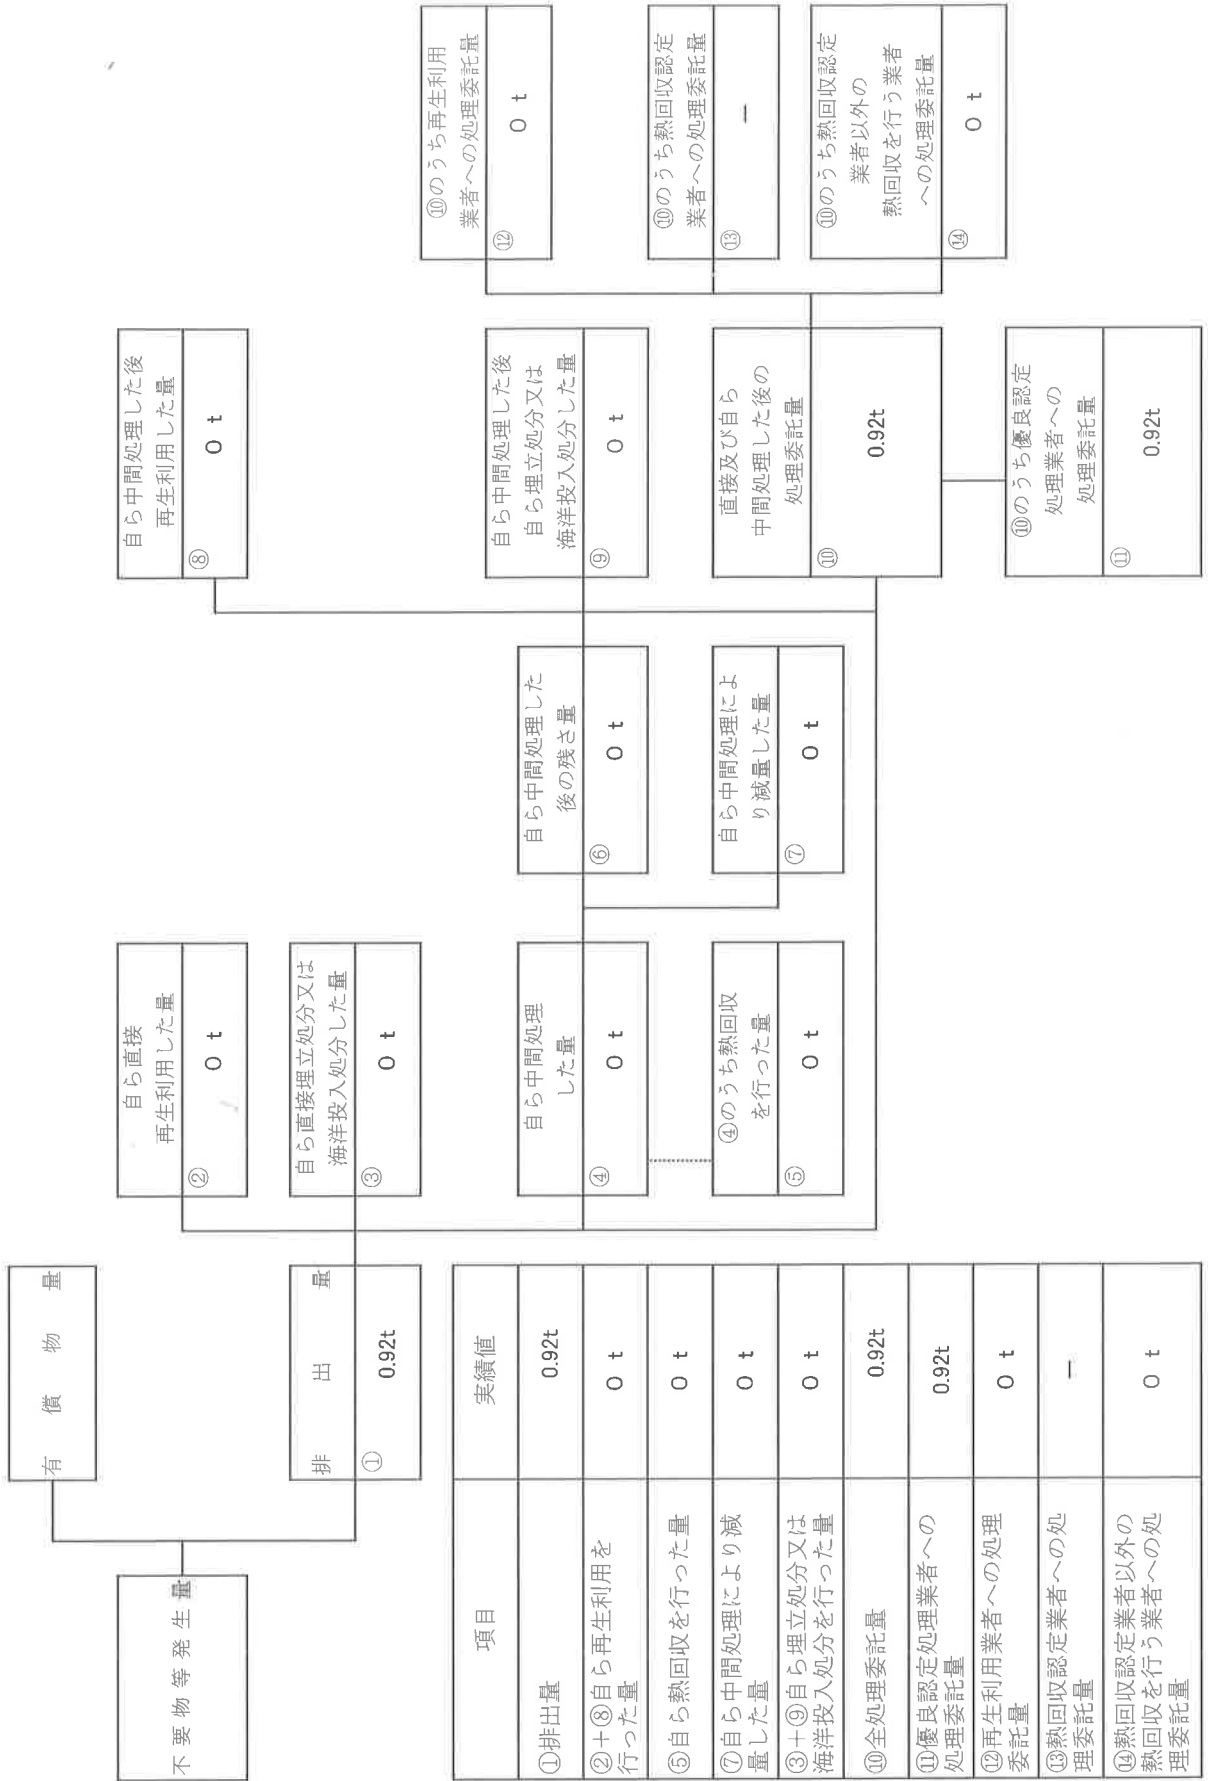 不要物等発生量
有償物量
排出量
①
0.92t
自ら直接
再生利用した量
②
0 t
自ら直接埋立処分又は
海洋投入処分した量
③
0 t
自ら中間処理
した量
④
0 t
④のうち熱回収
を行った量
⑤
0 t
自ら中間処理した
後の残さ量
⑥
0 t
自ら中間処理によ
り減量した量
⑦
0 t
自ら中間処理した後
再生利用した量
⑧
0 t
自ら中間処理した後
自ら埋立処分又は
海洋投入処分した量
⑨
0 t
直接及び自ら
中間処理した後の
処理委託量
⑩
0.92t
⑩のうち優良認定
処理業者への
処理委託量
⑪
0.92t
⑩のうち再生利用
業者への処理委託量
⑫
0 t
⑩のうち熱回収認定
業者への処理委託量
⑬
―
⑩のうち熱回収認定
業者以外の
熱回収を行う業者
への処理委託量
⑭
0 t
項目 実績値
①排出量 0.92t
②＋⑧自ら再生利用を
行った量 0 t
⑤自ら熱回収を行った量 0 t
⑦自ら中間処理により減
量した量 0 t
③＋⑨自ら埋立処分又は
海洋投入処分を行った量 0 t
⑩全処理委託量 0.92t
⑪優良認定処理業者への
処理委託量 0.92t
⑫再生利用業者への処理
委託量 0 t
⑬熱回収認定業者への処
理委託量 ―
⑭熱回収認定業者以外の
熱回収を行う業者への処
理委託量 0 t